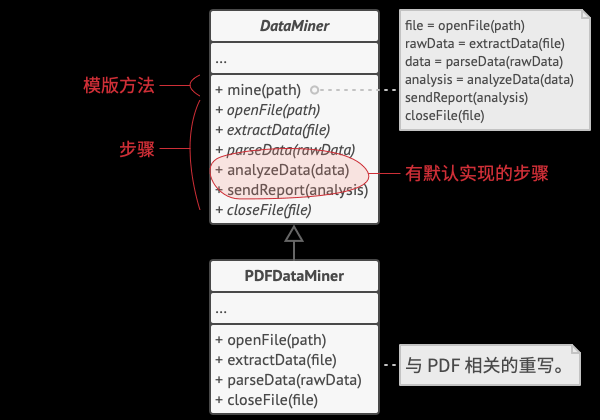 DataMiner
...
+ mine(path)
+ openFile(path)
+ extractData(file)
+ parseData(rawData)
+ analyzeData(data)
+ sendReport(analysis)
+ closeFile(file)
file = openFile(path)
rawData = extractData(file)
data = parseData(rawData)
analysis = analyzeData(data)
sendReport(analysis)
closeFile(file)
模版方法
步骤
有默认实现的步骤
PDFDataMiner
...
+ openFile(path)
+ extractData(file)
+ parseData(rawData)
+ closeFile(file)
与 PDF 相关的重写。